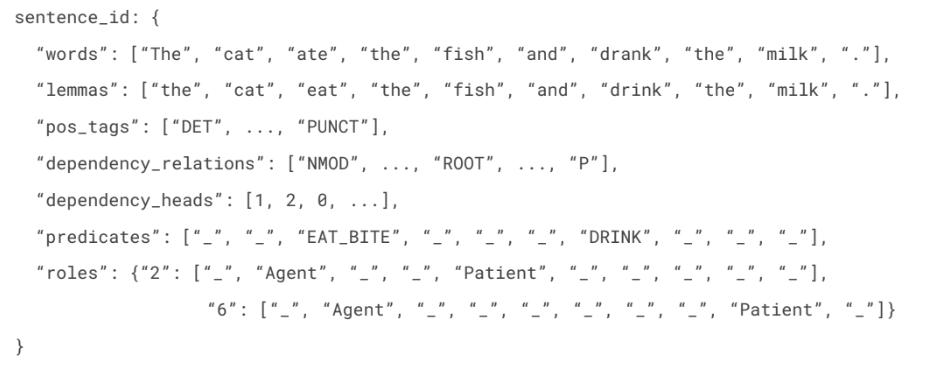 sentence_id: {
“words”: [“The”, “cat”, “ate”, “the”, “fish”, “and”, “drank”, “the”, “milk”, “.”],
“lemmas”: [“the”, “cat”, “eat”, “the”, “fish”, “and”, “drink”, “the”, “milk”, “.”],
“pos_tags”: [“DET”, ..., “PUNCT”],
“dependency_relations”: [“NMOD”, ..., “ROOT”, ..., “P”],
“dependency_heads”: [1, 2, 0, ...],
“predicates”: [“_”, “_”, “EAT_BITE”, “_”, “_”, “_”, “DRINK”, “_”, “_”, “_”],
“roles”: {“2”: [“_”, “Agent”, “_”, “_”, “Patient”, “_”, “_”, “_”, “_”, “_”],
“6”: [“_”, “Agent”, “_”, “_”, “_”, “_”, “_”, “_”, “Patient”, “_”]}
}